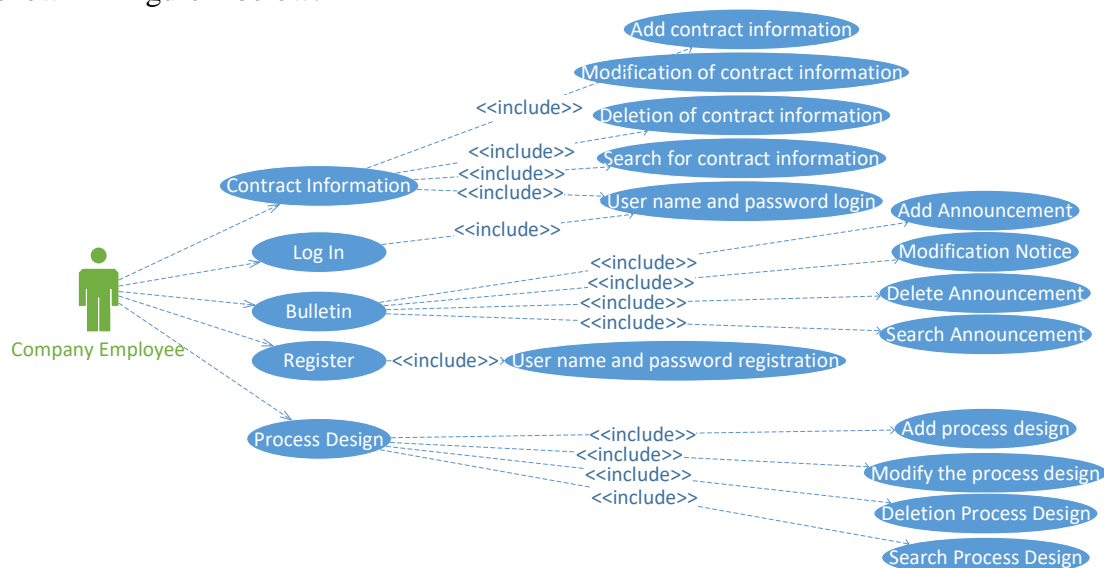 Add contract information
Modification of contract information
<<include>>
Deletion of contract information
<<include>>
Search for contract information
<<include>>
Contract Information
<<include>>
User name and password login
Add Announcement
<<include>>
Log In
Modification Notice
<<include>>
<<include>>
Delete Announcement
<<include>>
Bulletin
<<include>>
Search Announcement
Company Employee
Register
<<include>>
User name and password registration
Add process design
<<include>>
Process Design
<<include>>
Modify the process design
<<include>>
<<include>>
Deletion Process Design
Search Process Design